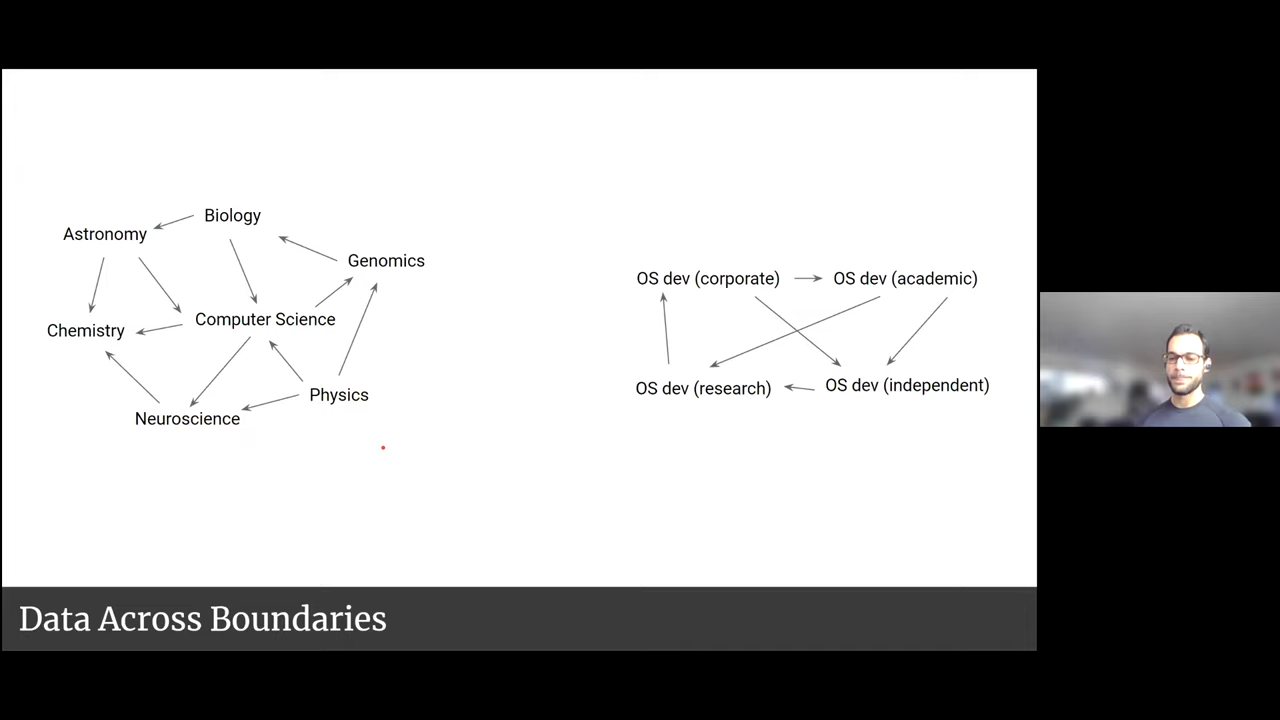 Biology
Astronomy
Genomics
Computer Science
Chemistry
Physics
Neuroscience
OS dev (corporate)
OS dev (academic)
OS dev (research)
OS dev (independent)
Data Across Boundaries